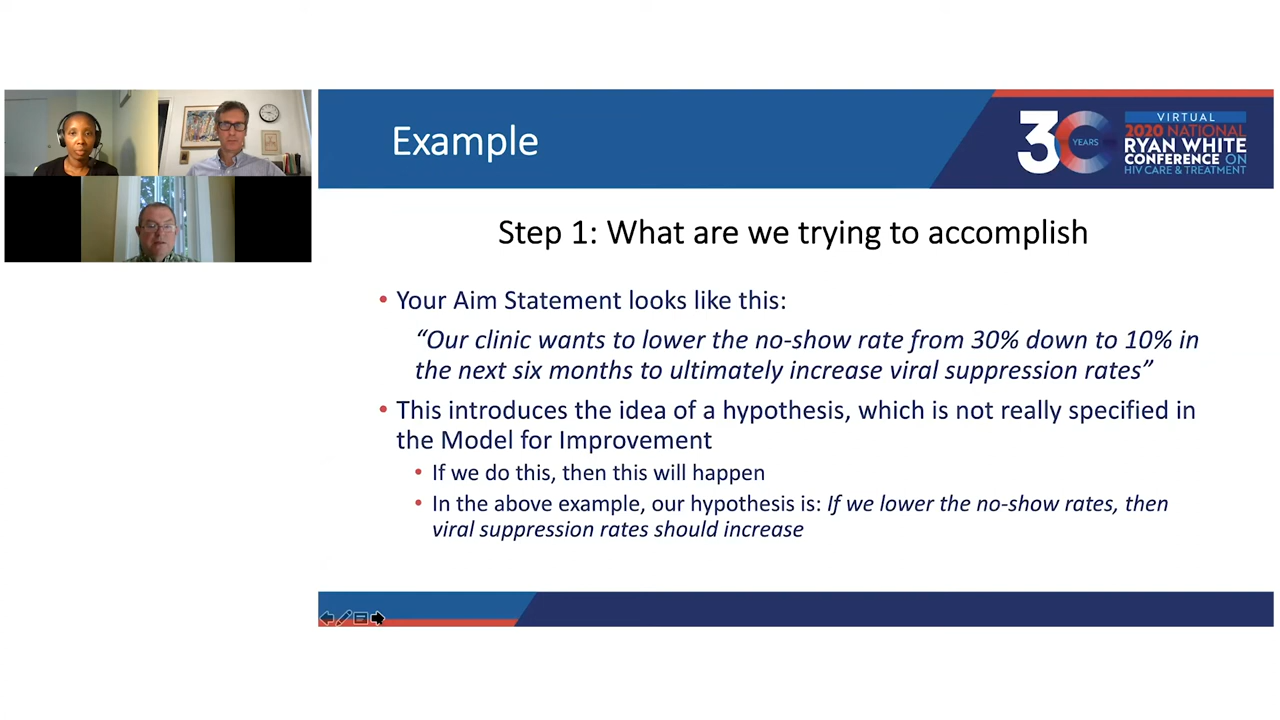 Example
30 YEARS
VIRTUAL
2020 NATIONAL
RYAN WHITE
CONFERENCE ON
HIV CARE & TREATMENT
Step 1: What are we trying to accomplish
• Your Aim Statement looks like this:
“Our clinic wants to lower the no-show rate from 30% down to 10% in
the next six months to ultimately increase viral suppression rates”
• This introduces the idea of a hypothesis, which is not really specified in
the Model for Improvement
• If we do this, then this will happen
• In the above example, our hypothesis is: If we lower the no-show rates, then
viral suppression rates should increase